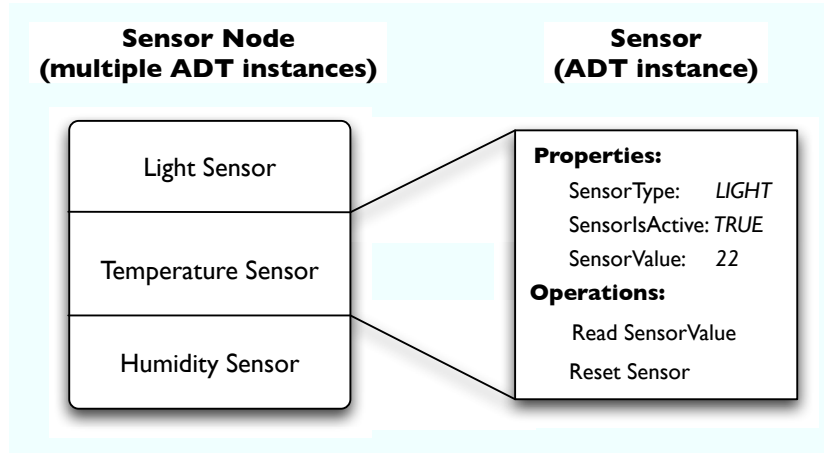 Sensor Node
(multiple ADT instances)
Light Sensor
Temperature Sensor
Humidity Sensor
Sensor
(ADT instance)
Properties:
SensorType: LIGHT
SensorIsActive: TRUE
SensorValue: 22
Operations:
Read SensorValue
Reset Sensor